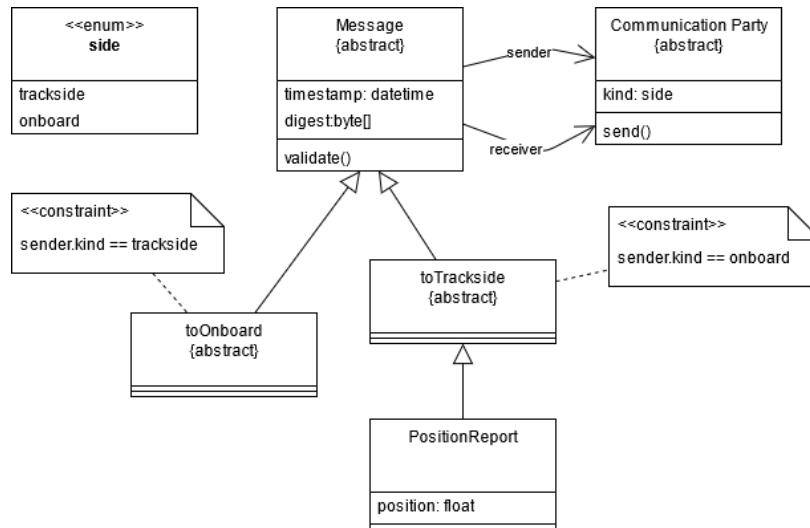 <<enum>>
side
trackside
onboard
Message
{abstract}
timestamp: datetime
digest:byte[]
validate()
sender
receiver
Communication Party
{abstract}
kind: side
send()
<<constraint>>
sender.kind == trackside
<<constraint>>
sender.kind == onboard
toOnboard
{abstract}
toTrackside
{abstract}
PositionReport
position: float